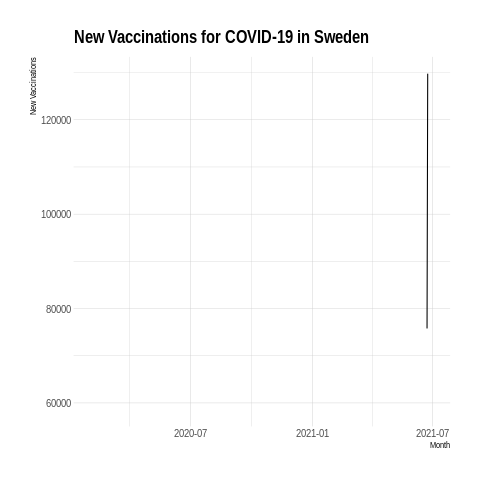 New Vaccinations for COVID-19 in Sweden
New Vaccinations
120000
100000
80000
60000
2020-07 2021-01 2021-07
Month